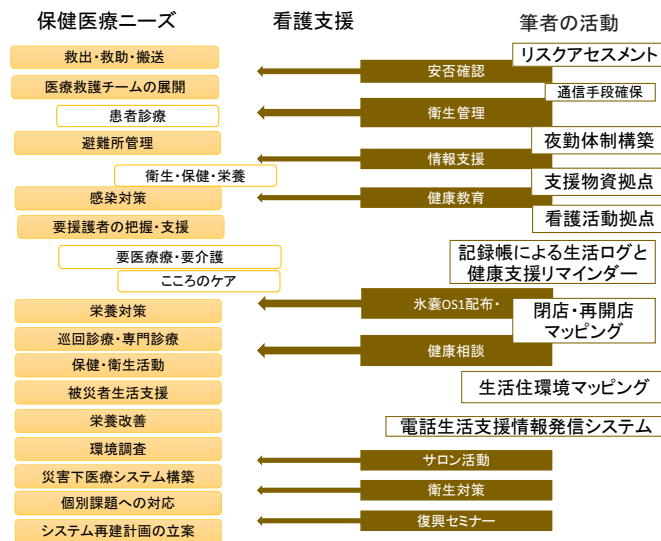 保健医療ニーズ
看護支援
筆者の活動
救出・救助・搬送
医療救護チームの展開
患者診療
避難所管理
衛生・保健・栄養
感染対策
要援護者の把握・支援
要医療療・要介護
こころのケア
栄養対策
巡回診療・専門診療
保健・衛生活動
被災者生活支援
栄養改善
環境調査
災害下医療システム構築
個別課題への対応
システム再建計画の立案
安否確認
衛生管理
情報支援
健康教育
氷嚢OS1配布・
健康相談
サロン活動
衛生対策
復興セミナー
リスクアセスメント
通信手段確保
夜勤体制構築
支援物資拠点
看護活動拠点
記録帳による生活ログと
健康支援リマインダー
閉店・再開店
マッピング
生活住環境マッピング
電話生活支援情報発信システム